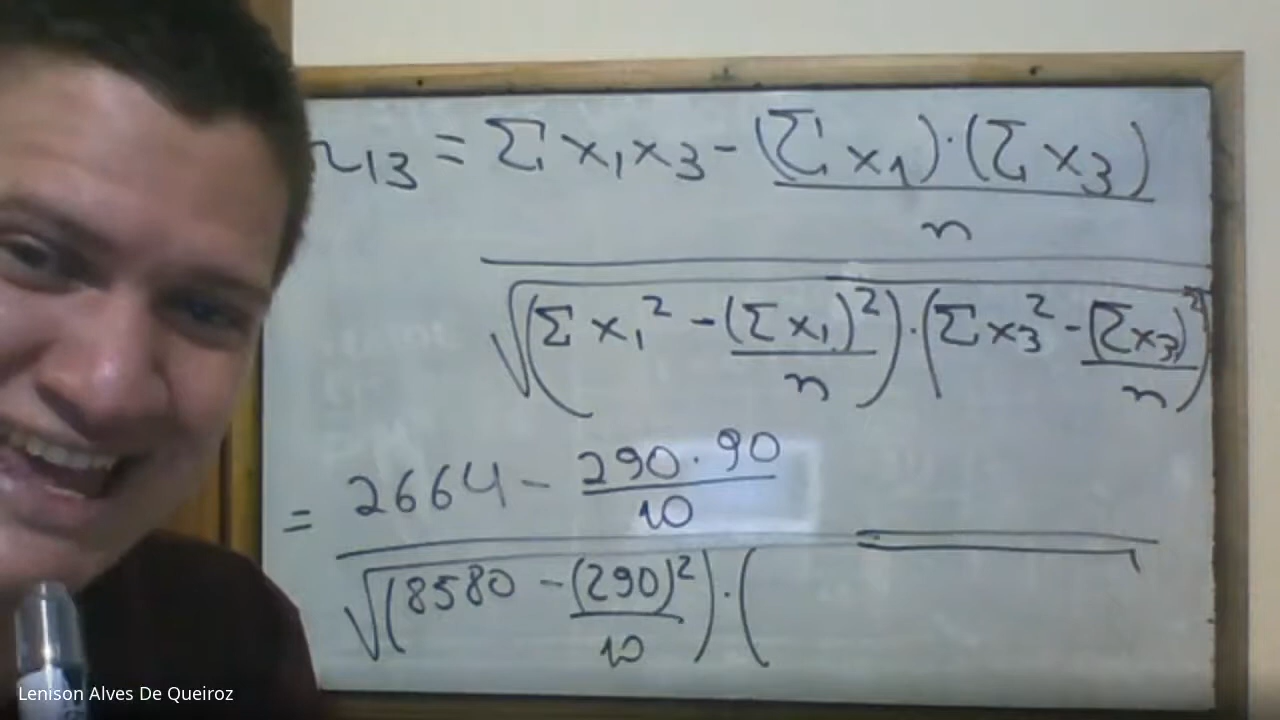 r13 = Σ x1x3 - (Σ x1)·(Σ x3)
n
√(Σ x1² - (Σ x1)²)·(Σ x3² - (Σx3)²)
n n
= 2664 - 290·90
10
√(8580 - (290)²)·(
10
Lenison Alves De Queiroz